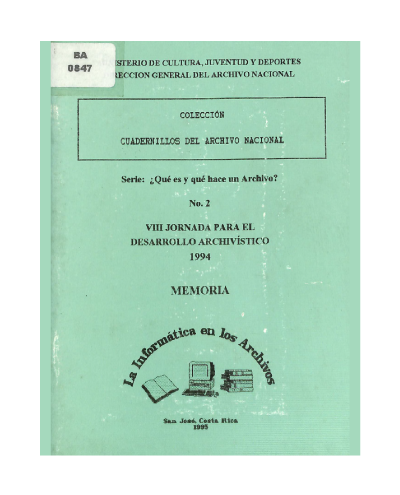 BA
0847
ISTERIO DE CULTURA, JUVENTUD Y DEPORTES
RECCION GENERAL DEL ARCHIVO NACIONAL
COLECCIÓN
CUADERNILLOS DEL ARCHIVO NACIONAL
Serie: ¿Qué es y qué hace un Archivo?
No. 2
VIII JORNADA PARA EL
DESARROLLO ARCHIVÍSTICO
1994
MEMORIA
La Informática en los Archivos
San José, Costa Rica
1995